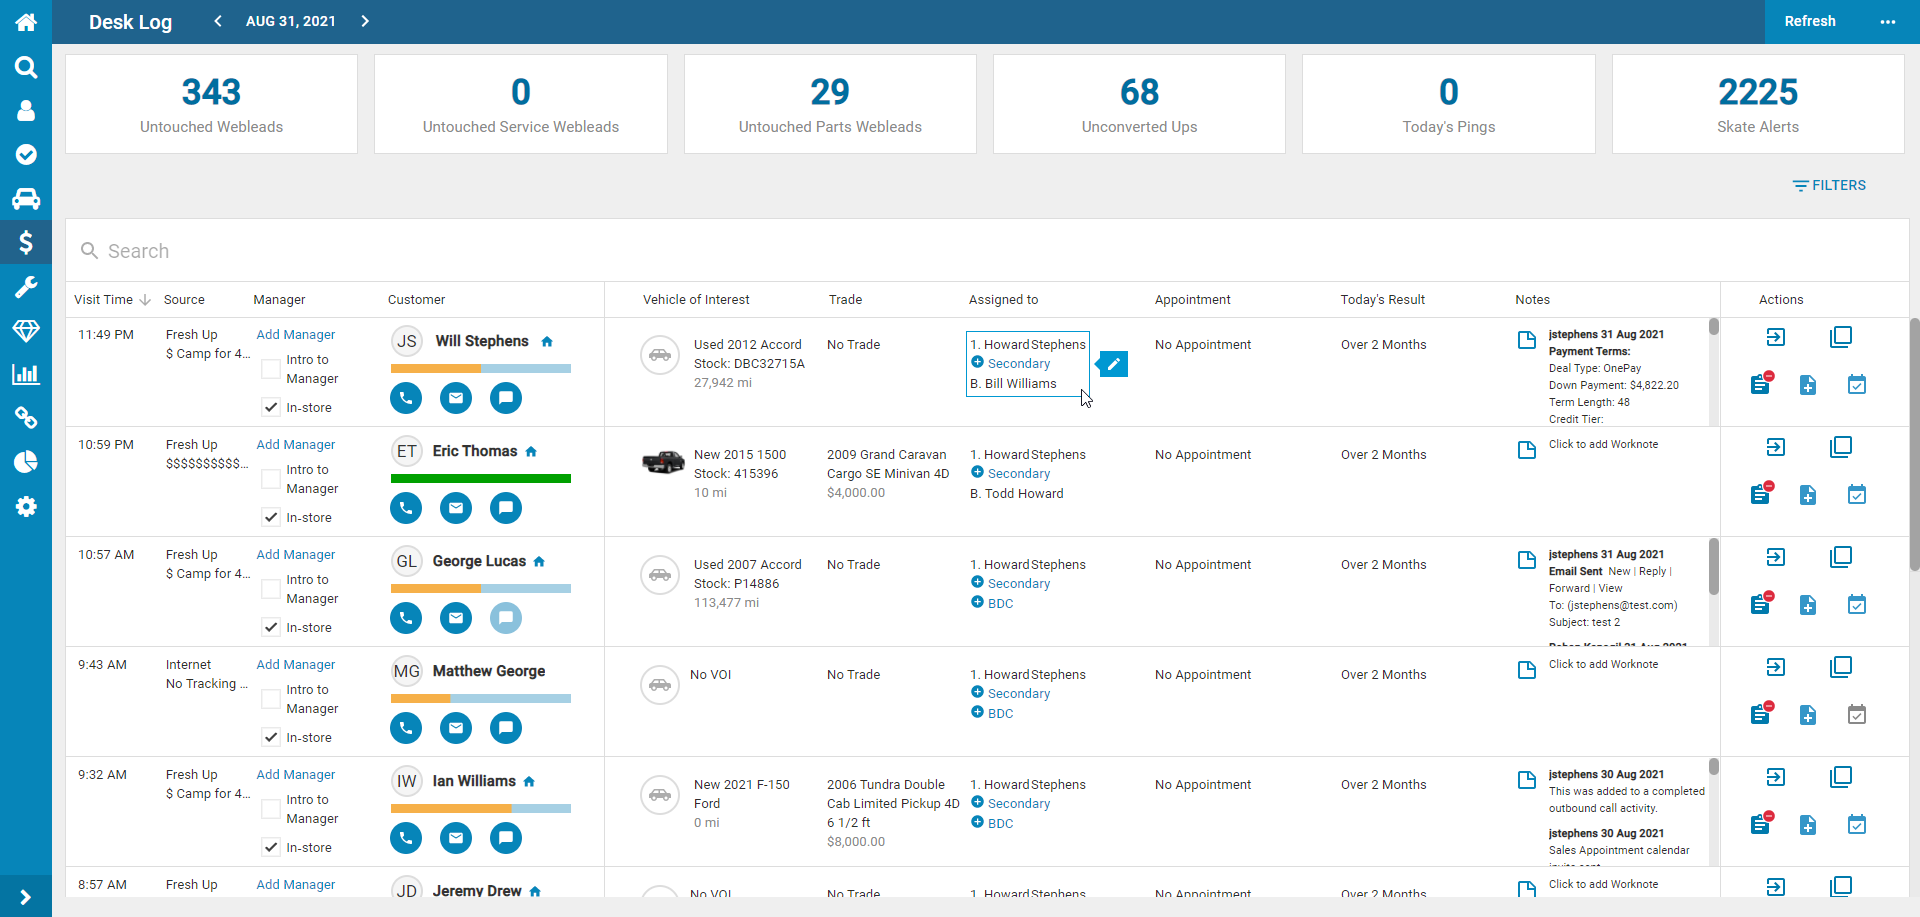 Desk Log
AUG 31, 2021
Refresh
343
Untouched Webleads
0
Untouched Service Webleads
29
Untouched Parts Webleads
68
Unconverted Ups
0
Today's Pings
2225
Skate Alerts
FILTERS
Search
Visit Time Source Manager Customer Vehicle of Interest Trade Assigned to Appointment Today's Result Notes Actions
11:49 PM
Fresh Up
$ Camp for 4...
Add Manager
Intro to
Manager
In-store
JS Will Stephens
Used 2012 Accord
Stock: DBC32715A
27,942 mi
No Trade
1. Howard Stephens
Secondary
B. Bill Williams
No Appointment
Over 2 Months
jstephens 31 Aug 2021
Payment Terms:
Deal Type: OnePay
Down Payment: $4,822.20
Term Length: 48
Credit Tier:
10:59 PM
Fresh Up
$$$$$$$$$$...
Add Manager
Intro to
Manager
In-store
ET Eric Thomas
New 2015 1500
Stock: 415396
10 mi
2009 Grand Caravan
Cargo SE Minivan 4D
$4,000.00
1. Howard Stephens
Secondary
B. Todd Howard
No Appointment
Over 2 Months
Click to add Worknote
10:57 AM
Fresh Up
$ Camp for 4...
Add Manager
Intro to
Manager
In-store
GL George Lucas
Used 2007 Accord
Stock: P14886
113,477 mi
No Trade
1. Howard Stephens
Secondary
BDC
No Appointment
Over 2 Months
jstephens 31 Aug 2021
Email Sent New | Reply |
Forward | View
To: (jstephens@test.com)
Subject: test 2
9:43 AM
Internet
No Tracking ...
Add Manager
Intro to
Manager
In-store
MG Matthew George
No VOI
No Trade
1. Howard Stephens
Secondary
BDC
No Appointment
Over 2 Months
Click to add Worknote
9:32 AM
Fresh Up
$ Camp for 4...
Add Manager
Intro to
Manager
In-store
IW Ian Williams
New 2021 F-150
Ford
0 mi
2006 Tundra Double
Cab Limited Pickup 4D
6 1/2 ft
$8,000.00
1. Howard Stephens
Secondary
BDC
No Appointment
Over 2 Months
jstephens 30 Aug 2021
This was added to a completed
outbound call activity.
jstephens 30 Aug 2021
Sales Appointment calendar
invite sent
8:57 AM
Fresh Up
Add Manager
JD Jeremy Drew
No VOI
No Trade
1. Howard Stephens
No Appointment
Over 2 Months
Click to add Worknote